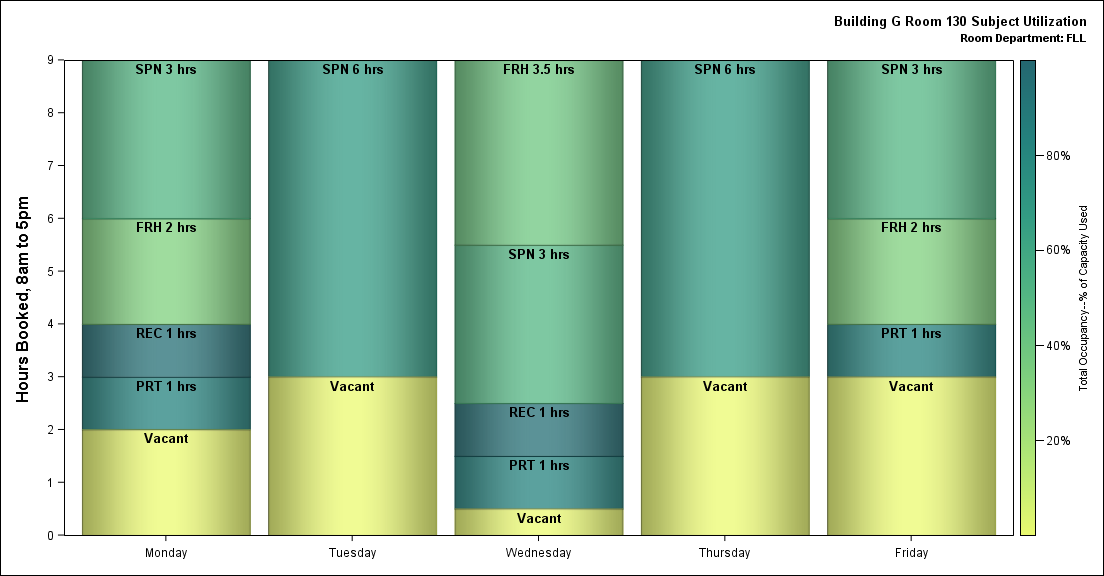 Building G Room 130 Subject Utilization
Room Department: FLL
Hours Booked, 8am to 5pm
9
8
7
6
5
4
3
2
1
0
SPN 3 hrs
FRH 2 hrs
REC 1 hrs
PRT 1 hrs
Vacant
Monday
SPN 6 hrs
Vacant
Tuesday
FRH 3.5 hrs
SPN 3 hrs
REC 1 hrs
PRT 1 hrs
Vacant
Wednesday
SPN 6 hrs
Vacant
Thursday
SPN 3 hrs
FRH 2 hrs
PRT 1 hrs
Vacant
Friday
80%
60%
40%
20%
Total Occupancy--% of Capacity Used